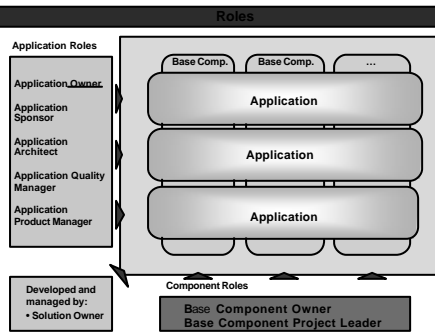 Roles
Application Roles
Application Owner
Application
Sponsor
Application
Architect
Application Quality
Manager
Application
Product Manager
Base Comp.
Base Comp.
...
Application
Application
Application
Developed and
managed by:
• Solution Owner
Component Roles
Base Component Owner
Base Component Project Leader